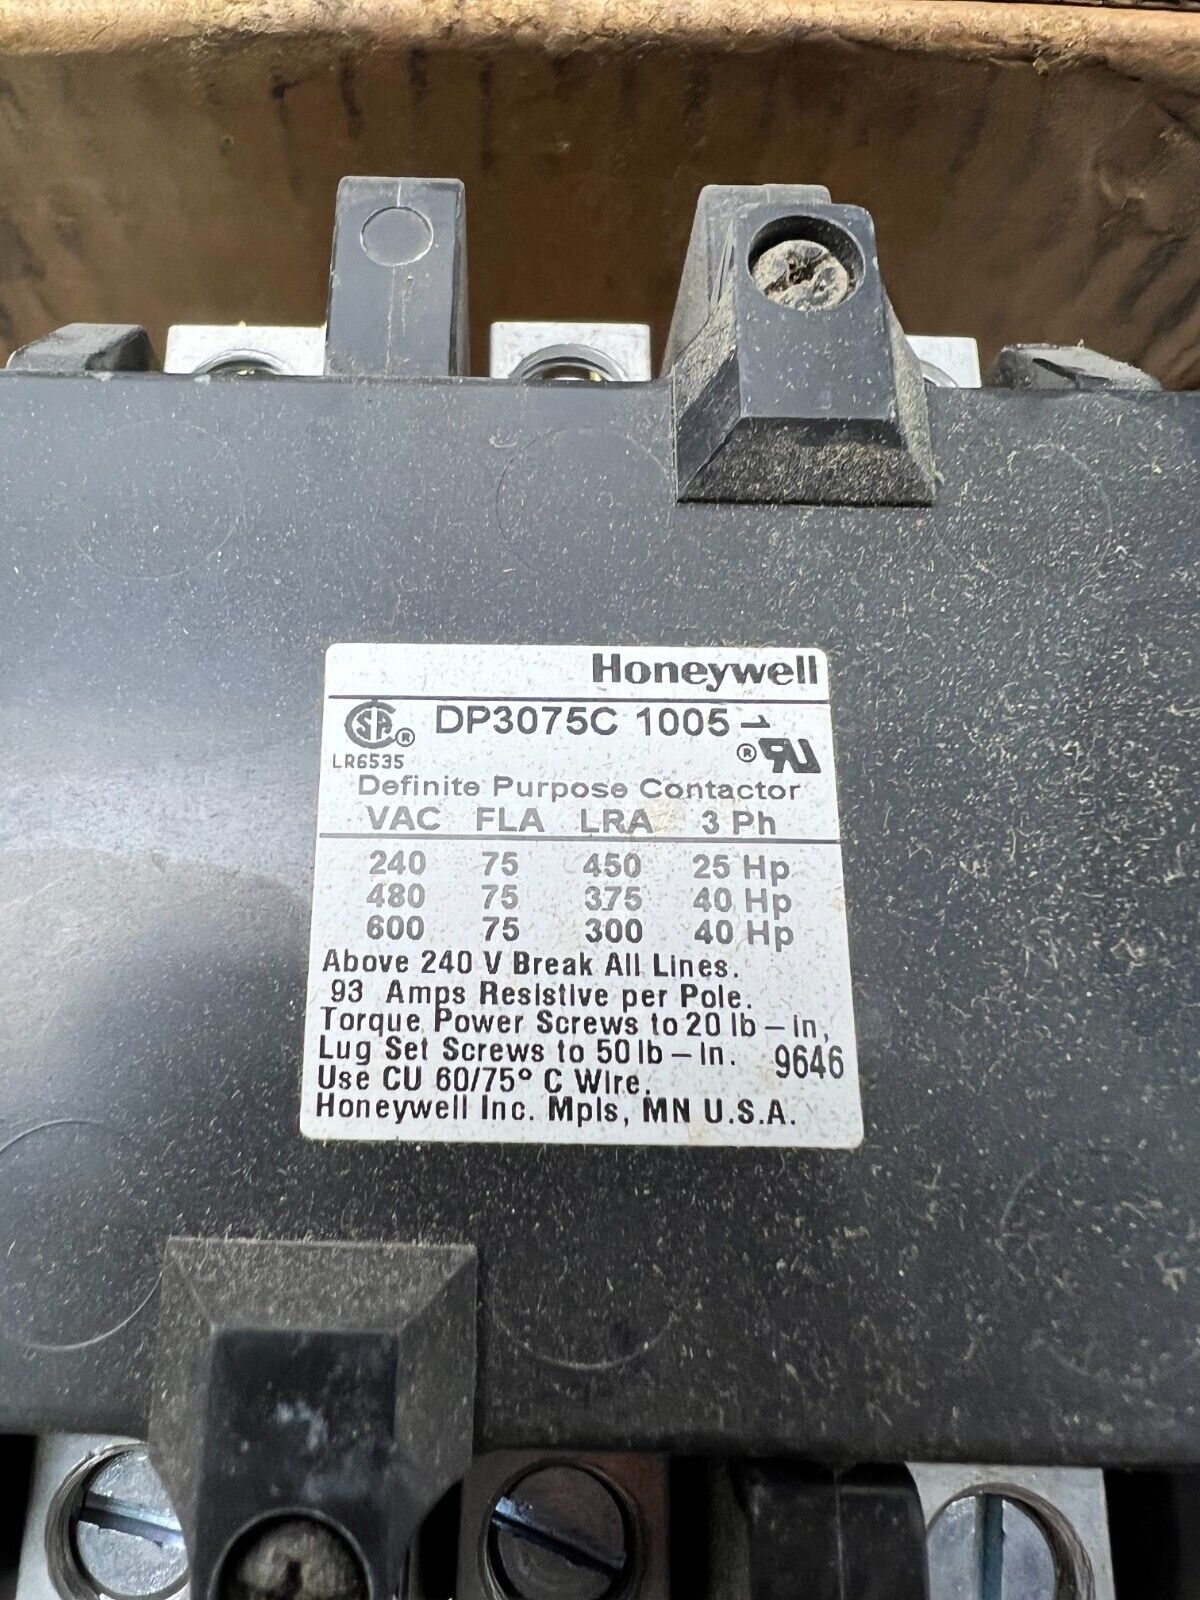 Honeywell
SA ® DP3075C 1005-1
LR6535 ® RU
Definite Purpose Contactor
VAC FLA LRA 3 Ph
240 75 450 25 Hp
480 75 375 40 Hp
600 75 300 40 Hp
Above 240 V Break All Lines.
93 Amps Resistive per Pole.
Torque Power Screws to 20 lb - in,
Lug Set Screws to 50 lb - in. 9646
Use CU 60/75° C Wire.
Honeywell Inc. Mpls, MN U.S.A.